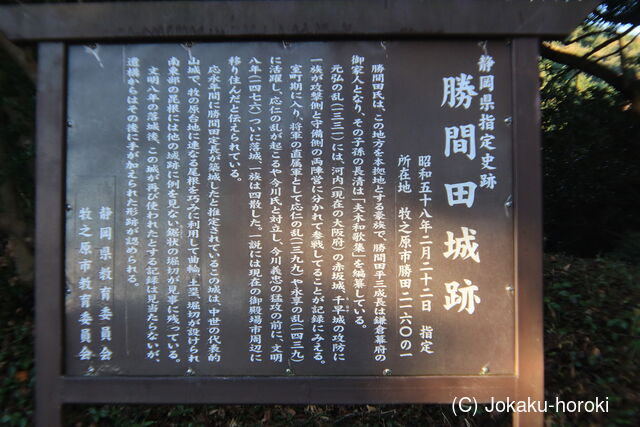 静岡県指定史跡
勝間田城跡
昭和五十八年二月二十二日 指定
所在地 牧之原市勝田二一六〇の一
勝間田氏は、この地方を本拠地とする豪族で、勝間田平三成長は鎌倉幕府の
御家人となり、その子孫の長清は「夫木和歌集」を編纂している。
元弘の乱(一三三一)には、河内(現在の大阪府)の赤坂城、千早城の攻防に
一族が攻撃側と守備側の両陣営に分かれて参戦してることが記録にみえる。
室町期に入り、将軍の直属軍として応仁の乱(一三九九)や永享の乱(一四三九)
に活躍し、応仁の乱が起こるや今川氏と対立し、今川義忠の猛攻の前に、文明
八年(一四七六)ついに落城、一族は四散した。一説には現在の御殿場市周辺に
移り住んだと伝えられている。
応永年間に勝間田定長が築城したと推定されているこの城は、中世の代表的
山城で、牧の原台地に連なる尾根を巧みに利用して曲輪、土塁、堀切が設けられ
南東部の尾根には他の城跡に例を見ない鋸状の堀切が見事に残っている。
文明八年の落城後、この城が再び使われたとする記録は見当たらないが、
遺構からはその後に手が加えられた形跡が認められる。
静岡県教育委員会
牧之原市教育委員会
(C) Jokaku-horoki